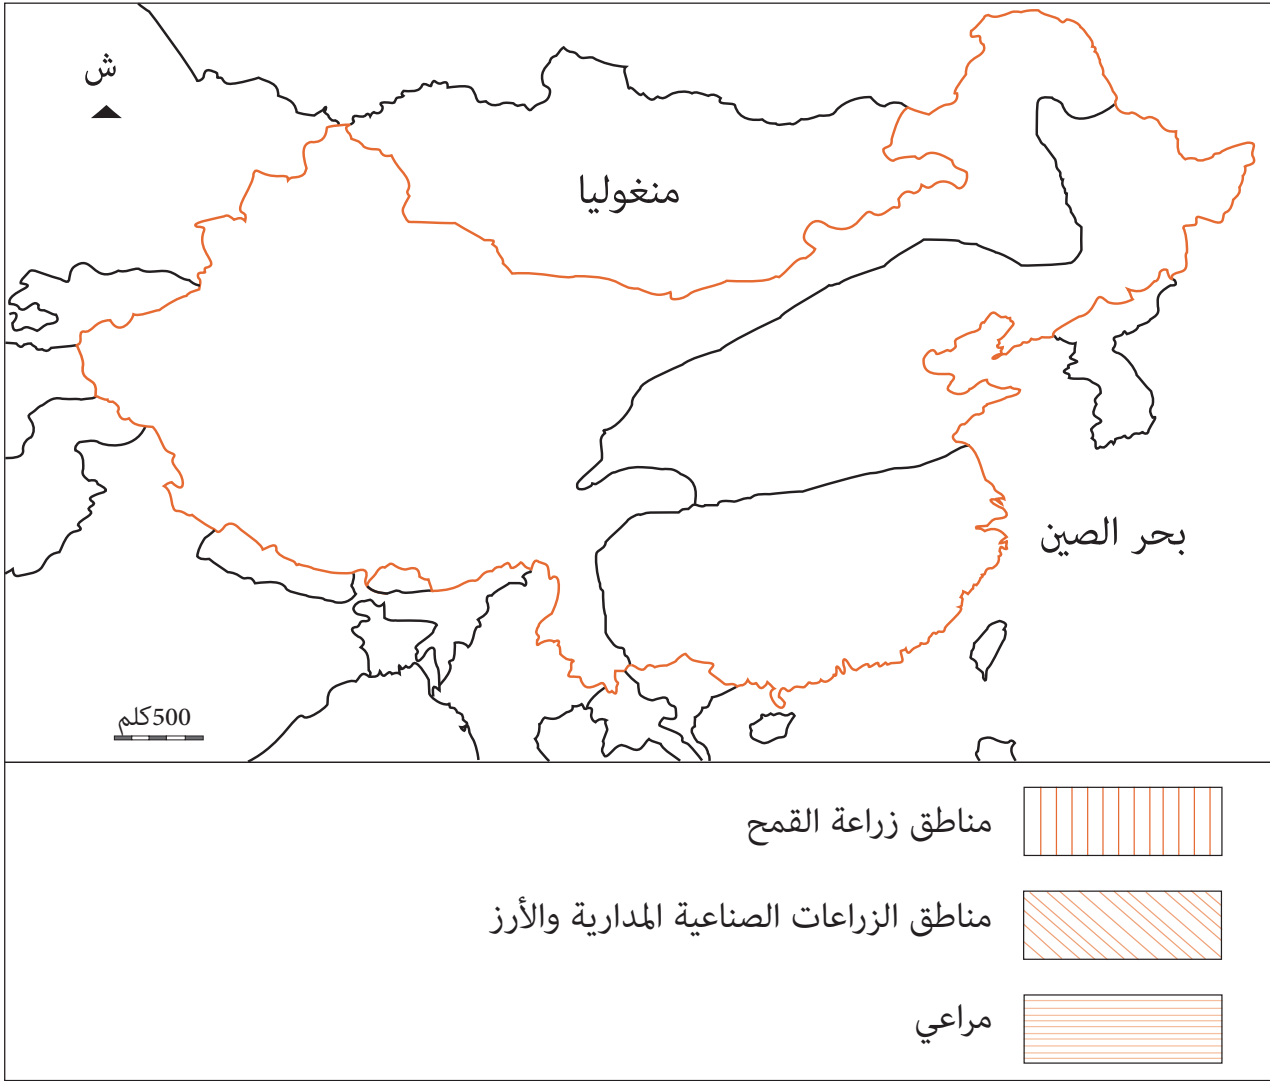 ش
منغوليا
بحر الصين
500كلم
مناطق زراعة القمح
مناطق الزراعات الصناعية المدارية والأرز
مراعي